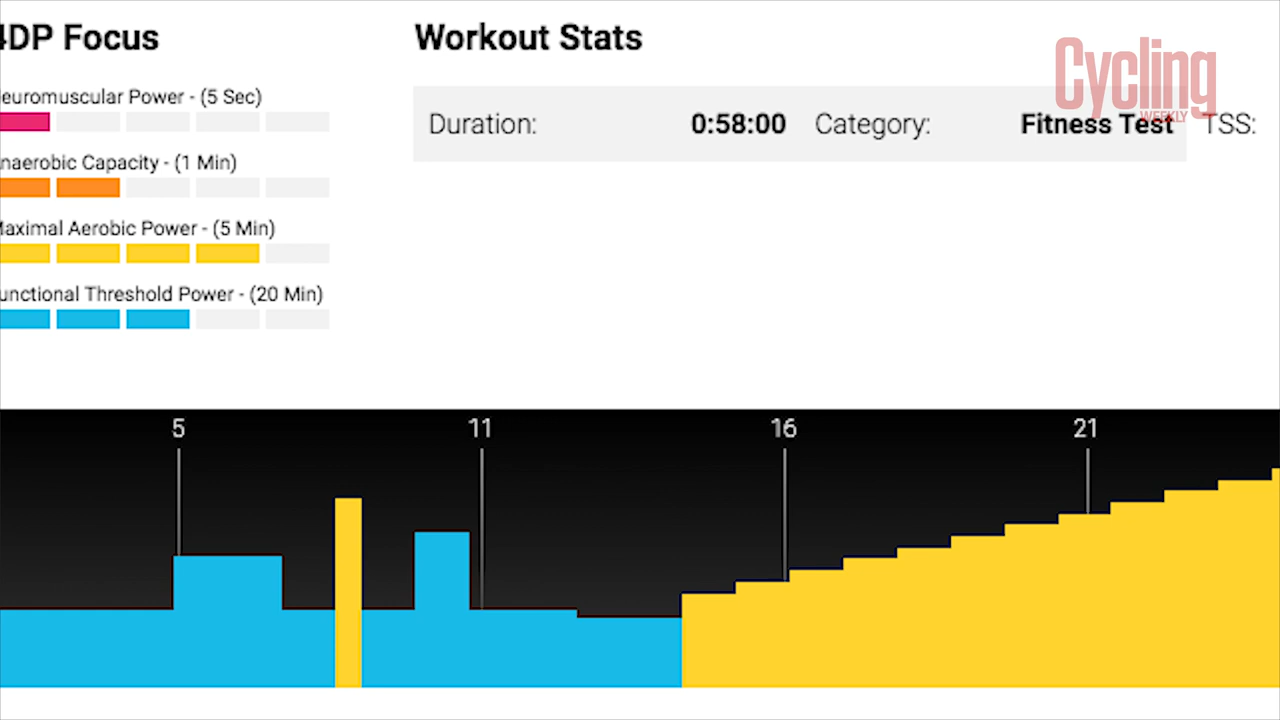 4DP Focus
euromuscular Power - (5 Sec)
naerobic Capacity - (1 Min)
Maximal Aerobic Power - (5 Min)
unctional Threshold Power - (20 Min)
Workout Stats
Duration: 0:58:00 Category: Fitness Test TSS:
Cycling
WEEKLY
5 11 16 21